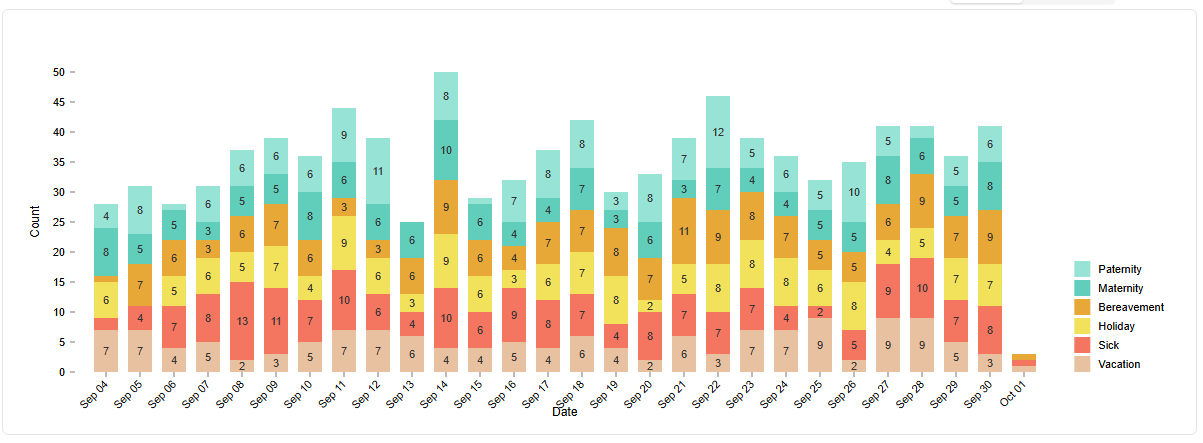 50
45
40
35
30
25
20
15
10
5
0
Count
4 8 6 7
8 5 7 4 7
5 6 5 7 4
6 3 3 6 8 5
6 5 6 5 13 2
6 5 7 7 11 3
6 8 6 4 7 5
9 6 3 9 10 7
11 6 3 6 6 7
6 6 3 4 6
8 10 9 9 10 4
6 6 6 6 4
7 4 4 3 9 5
8 4 7 6 8 4
8 7 7 7 7 6
3 3 8 8 4 4
8 6 7 2 8 2
7 3 11 5 7 6
12 7 9 8 7 3
5 4 8 8 7 7
6 4 7 8 4 7
5 5 5 6 2 9
10 5 5 8 5 2
5 8 6 4 9 9
6 9 5 10 9
5 5 7 7 7 5
6 8 9 7 8 3
Sep 04
Sep 05
Sep 06
Sep 07
Sep 08
Sep 09
Sep 10
Sep 11
Sep 12
Sep 13
Sep 14
Sep 15
Sep 16
Sep 17
Sep 18
Sep 19
Sep 20
Sep 21
Sep 22
Sep 23
Sep 24
Sep 25
Sep 26
Sep 27
Sep 28
Sep 29
Sep 30
Oct 01
Date
Paternity
Maternity
Bereavement
Holiday
Sick
Vacation